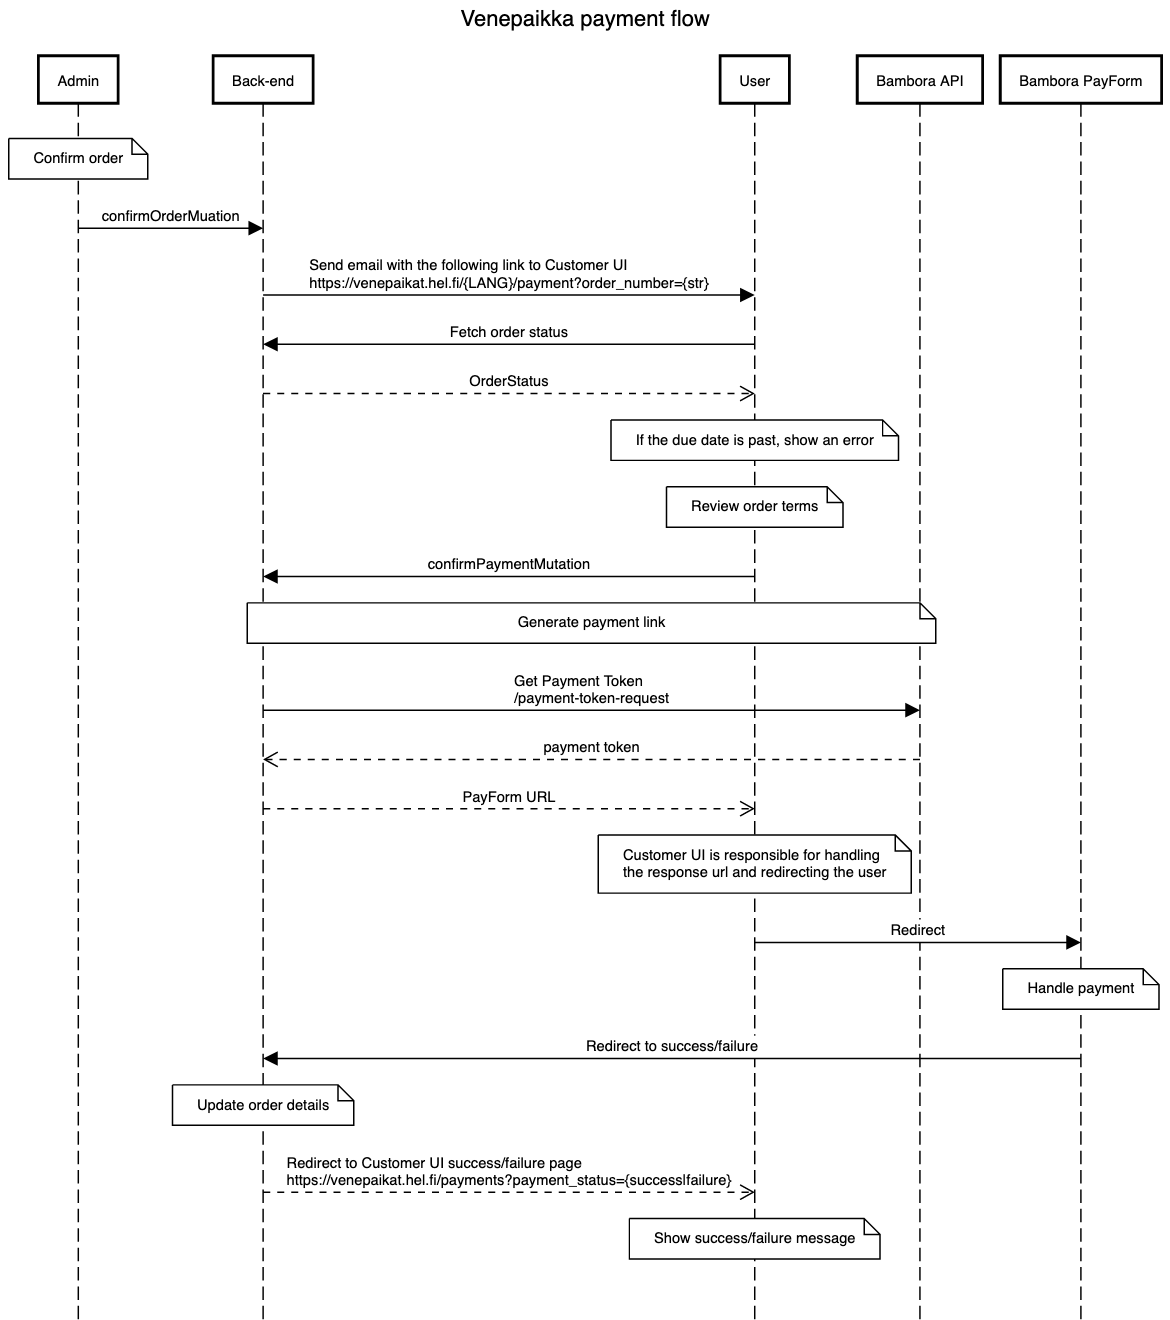 Venepaikka payment flow
Admin
Back-end
User
Bambora API
Bambora PayForm
Confirm order
confirmOrderMuation
Send email with the following link to Customer UI
https://venepaikat.hel.fi/{LANG}/payment?order_number={str}
Fetch order status
OrderStatus
If the due date is past, show an error
Review order terms
confirmPaymentMutation
Generate payment link
Get Payment Token
/payment-token-request
payment token
PayForm URL
Customer UI is responsible for handling
the response url and redirecting the user
Redirect
Handle payment
Redirect to success/failure
Update order details
Redirect to Customer UI success/failure page
https://venepaikat.hel.fi/payments?payment_status={success|failure}
Show success/failure message